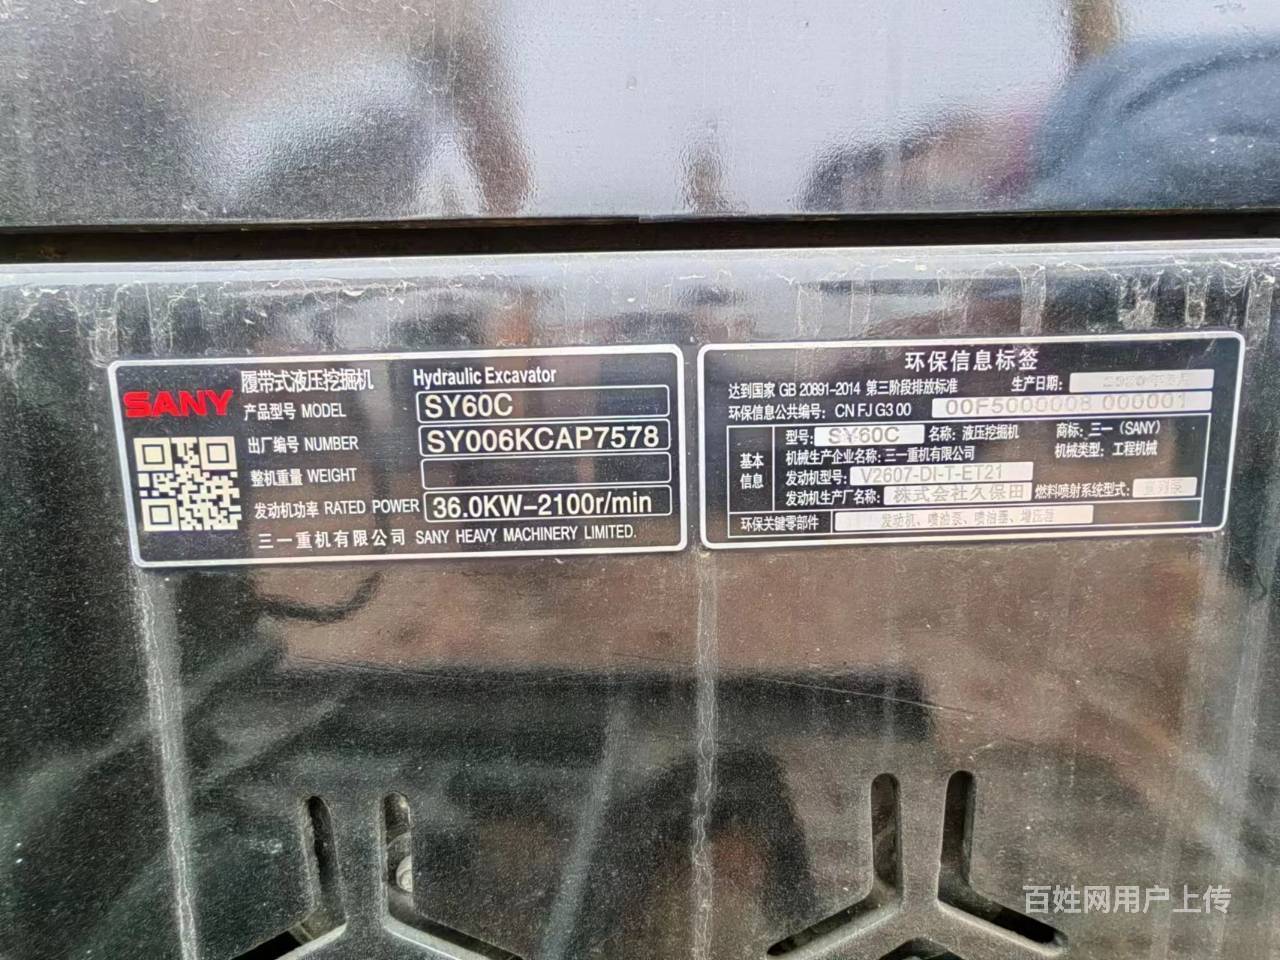 SANY
履带式液压挖掘机 Hydraulic Excavator
产品型号 MODEL SY60C
出厂编号 NUMBER SY006KCAP7578
整机重量 WEIGHT
发动机功率 RATED POWER 36.0KW-2100r/min
三一重机有限公司 SANY HEAVY MACHINERY LIMITED.
环保信息标签
达到国家 GB 20891-2014 第三阶段排放标准 生产日期:
环保信息公共编号: CN FJ G3 00 00F5000008 000001
基本信息
型号: SY60C 名称: 液压挖掘机 商标: 三一(SANY)
机械生产企业名称: 三一重机有限公司 机械类型: 工程机械
发动机型号: V2607-DI-T-ET21
发动机生产厂名称: 株式会社久保田 燃料喷射系统型式:
环保关键零部件 发动机、喷油泵、喷油器、增压器
百姓网用户上传